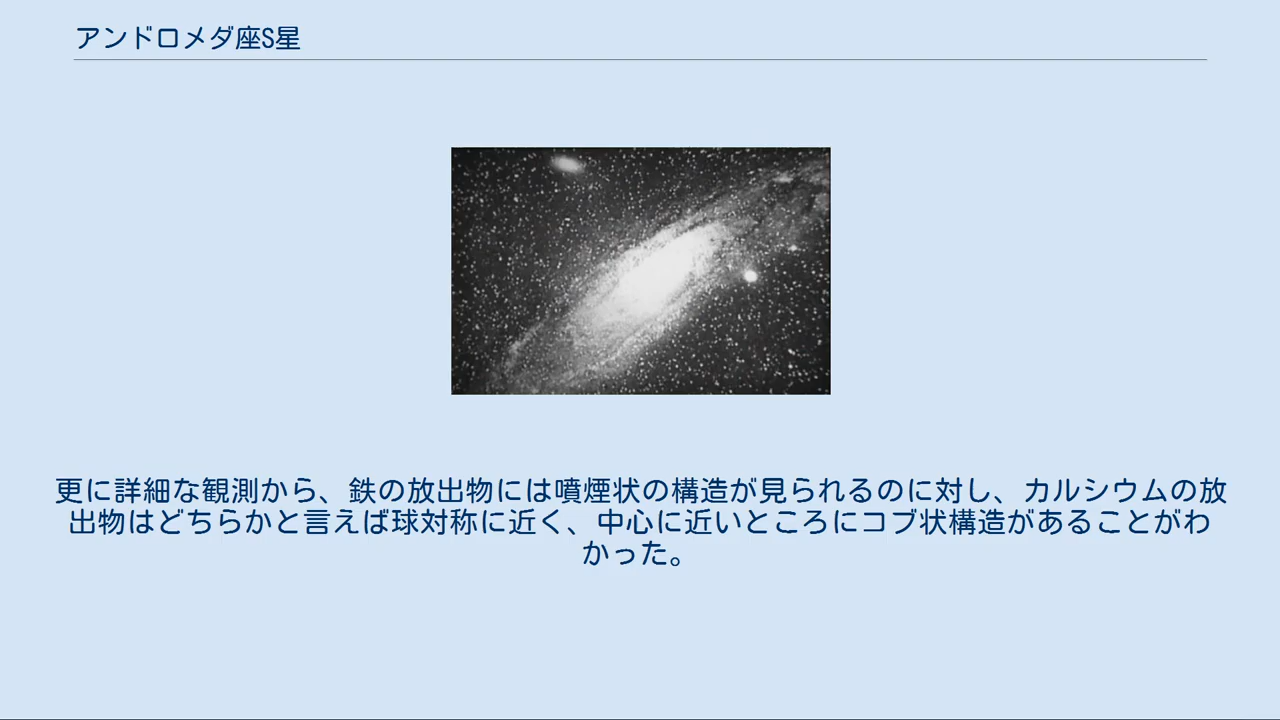 アンドロメダ座S星
更に詳細な観測から、鉄の放出物には噴煙状の構造が見られるのに対し、カルシウムの放
出物はどちらかと言えば球対称に近く、中心に近いところにコブ状構造があることがわ
かった。